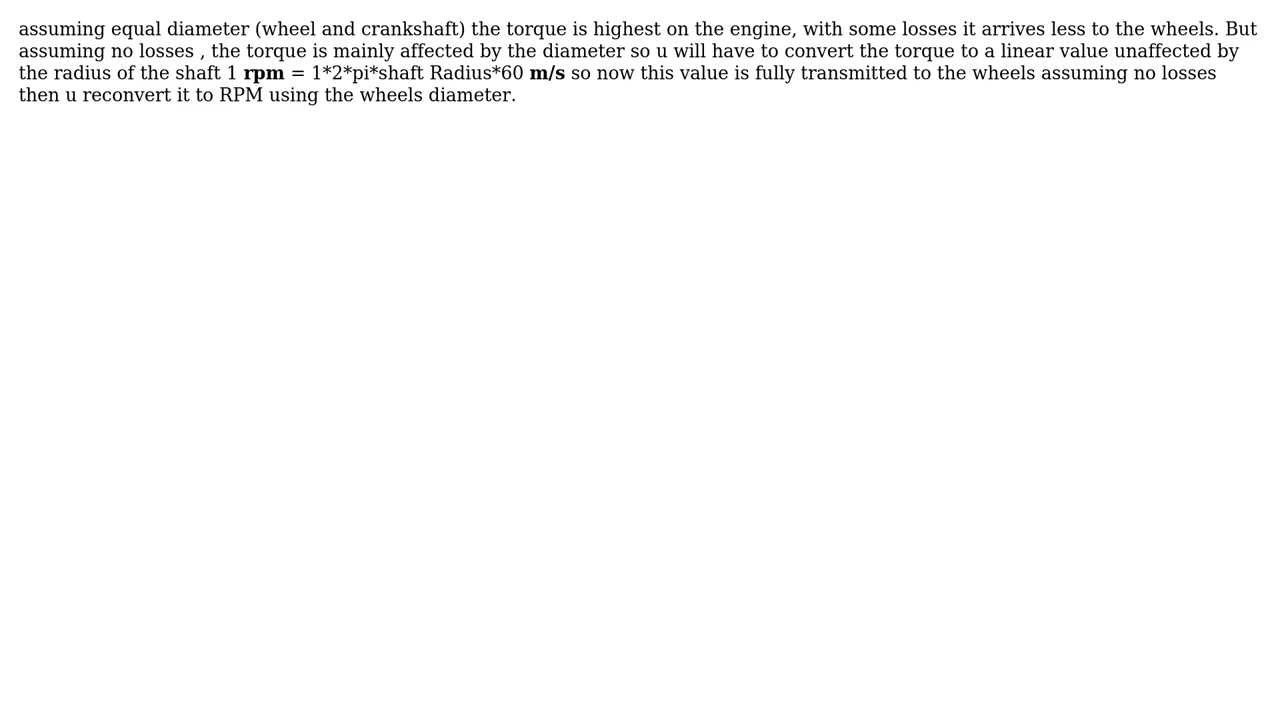 assuming equal diameter (wheel and crankshaft) the torque is highest on the engine, with some losses it arrives less to the wheels. But
assuming no losses , the torque is mainly affected by the diameter so u will have to convert the torque to a linear value unaffected by
the radius of the shaft 1 rpm = 1*2*pi*shaft Radius*60 m/s so now this value is fully transmitted to the wheels assuming no losses
then u reconvert it to RPM using the wheels diameter.